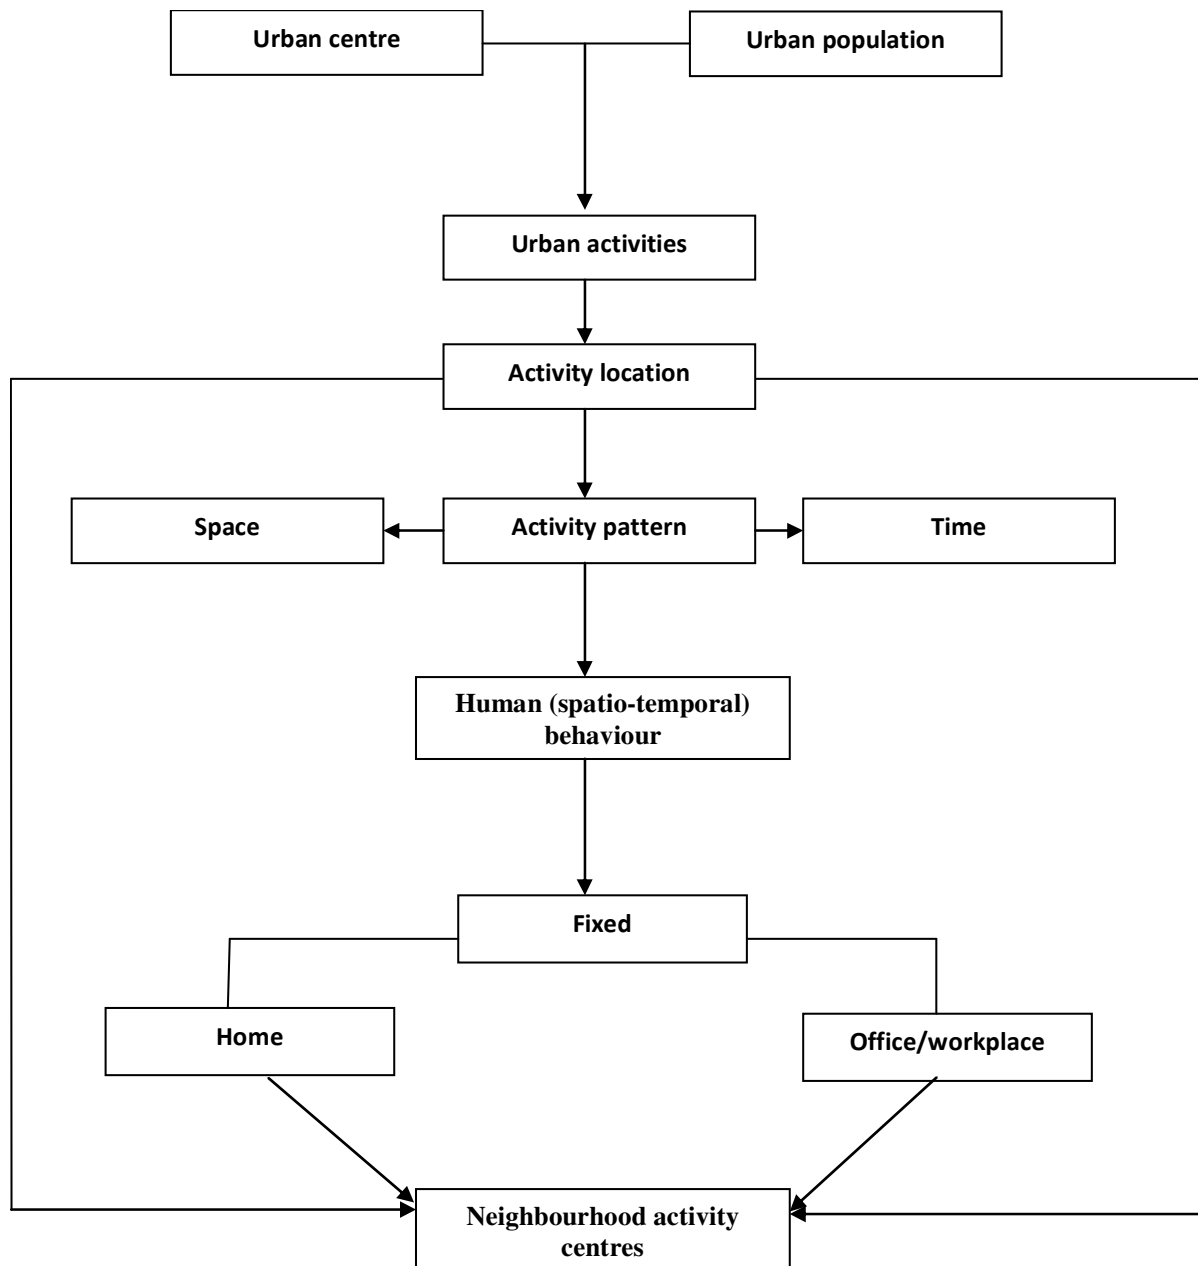 Urban centre
Urban population
Urban activities
Activity location
Space
Activity pattern
Time
Human (spatio-temporal)
behaviour
Fixed
Home
Office/workplace
Neighbourhood activity
centres